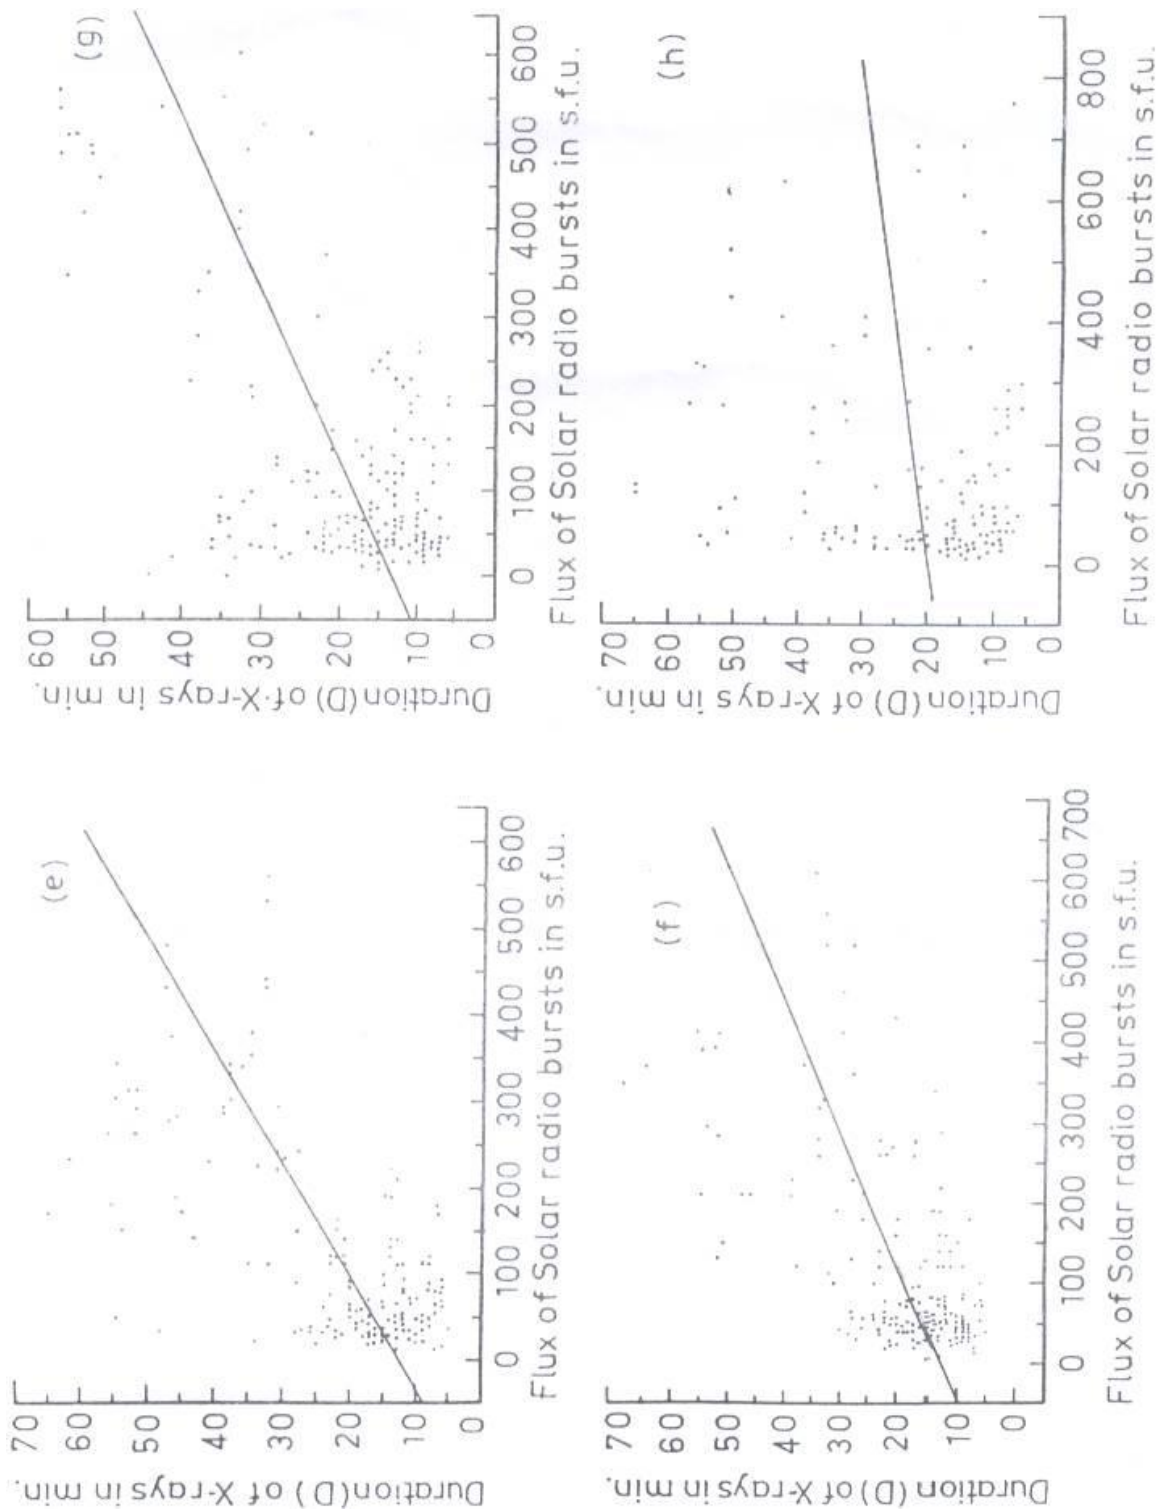 (e)
Duration (D) of X-rays in min.
70
60
50
40
30
20
10
0
0 100 200 300 400 500 600
Flux of Solar radio bursts in s.f.u.
(g)
Duration (D) of X-rays in min.
60
50
40
30
20
10
0
0 100 200 300 400 500 600
Flux of Solar radio bursts in s.f.u.
(f)
Duration (D) of X-rays in min.
70
60
50
40
30
20
10
0
0 100 200 300 400 500 600 700
Flux of Solar radio bursts in s.f.u.
(h)
Duration (D) of X-rays in min.
70
60
50
40
30
20
10
0
0 200 400 600 800
Flux of Solar radio bursts in s.f.u.